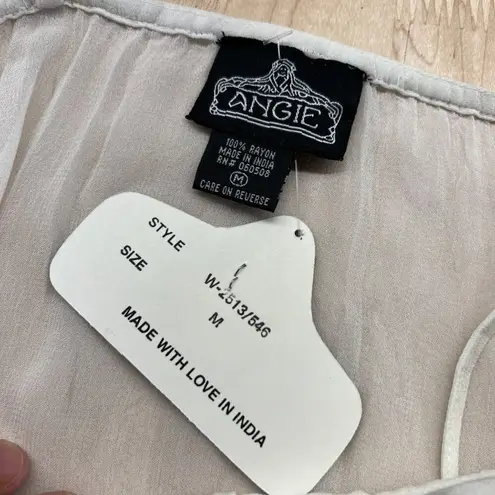 ANGIE
100% RAYON
MADE IN INDIA
RN# 060508
M
CARE ON REVERSE
STYLE W-2513/546
SIZE M
MADE WITH LOVE IN INDIA